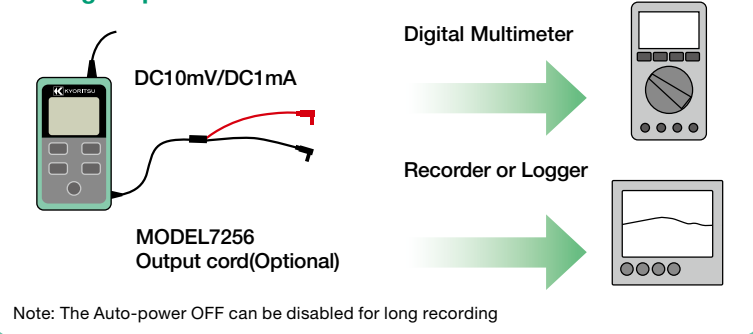 Digital Multimeter
DC10mV/DC1mA
KYORITSU
Recorder or Logger
MODEL7256
Output cord(Optional)
Note: The Auto-power OFF can be disabled for long recording